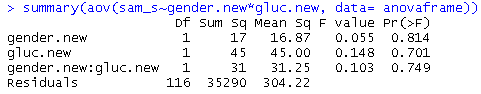 > summary(aov(sam_s~gender.new*gluc.new, data= anovaframe))
Df Sum Sq Mean Sq F value Pr(>F)
gender.new 1 17 16.87 0.055 0.814
gluc.new 1 45 45.00 0.148 0.701
gender.new:gluc.new 1 31 31.25 0.103 0.749
Residuals 116 35290 304.22